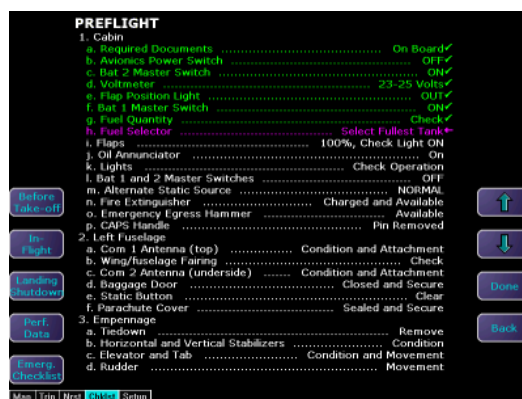 PREFLIGHT
1. Cabin
a. Required Documents ................................ On Board✔
b. Avionics Power Switch ................................ OFF✔
c. Bat 2 Master Switch ................................ ON✔
d. Voltmeter ................................ 23-25 Volts✔
e. Flap Position Light ................................ OUT✔
f. Bat 1 Master Switch ................................ ON✔
g. Fuel Quantity ................................ Check✔
h. Fuel Selector ................................ Select Fullest Tank←
i. Flaps ................................ 100%, Check Light ON
j. Oil Annunciator ................................ On
k. Lights ................................ Check Operation
l. Bat 1 and 2 Master Switches ................................ OFF
m. Alternate Static Source ................................ NORMAL
n. Fire Extinguisher ................................ Charged and Available
o. Emergency Egress Hammer ................................ Available
p. CAPS Handle ................................ Pin Removed
2. Left Fuselage
a. Com 1 Antenna (top) ................................ Condition and Attachment
b. Wing/fuselage Fairing ................................ Check
c. Com 2 Antenna (underside) ....... Condition and Attachment
d. Baggage Door ................................ Closed and Secure
e. Static Button ................................ Clear
f. Parachute Cover ................................ Sealed and Secure
3. Empennage
a. Tiedown ................................ Remove
b. Horizontal and Vertical Stabilizers ................................ Condition
c. Elevator and Tab ................................ Condition and Movement
d. Rudder ................................ Movement
Before
Take-off
In-
Flight
Landing
Shutdown
Perf.
Data
Emerg.
Checklist
Done
Back
Map Trip Nrst Chklst Setup